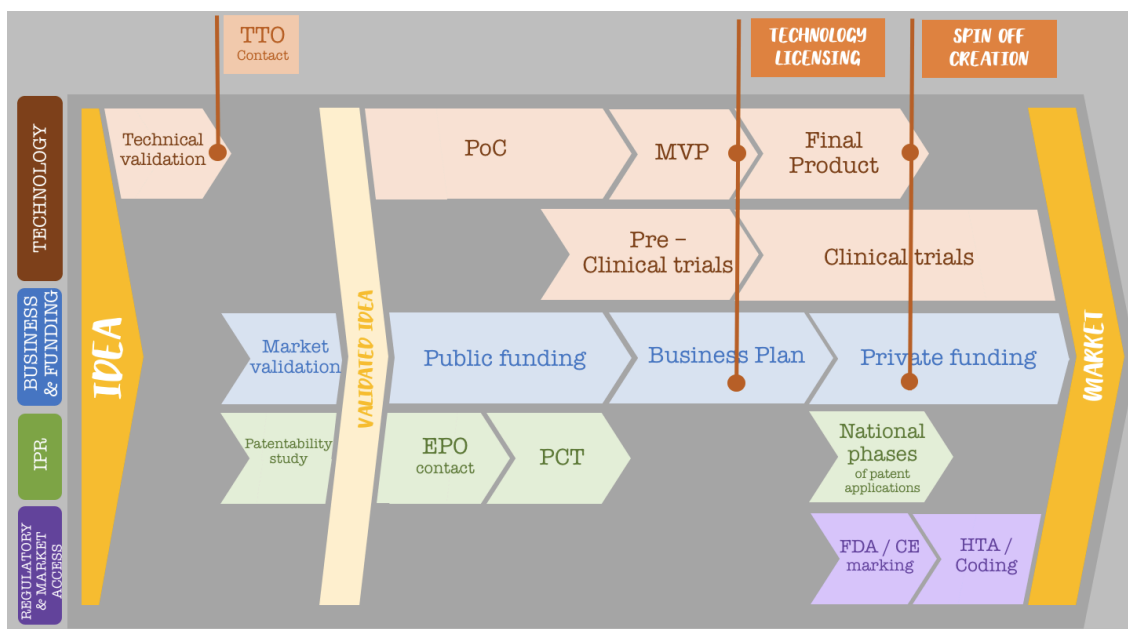 TTO
Contact
TECHNOLOGY
LICENSING
SPIN OFF
CREATION
TECHNOLOGY
Technical
validation
PoC
MVP
Final
Product
Pre –
Clinical trials
Clinical trials
BUSINESS
& FUNDING
IDEA
Market
validation
VALIDATED IDEA
Public funding
Business Plan
Private funding
MARKET
IPR
Patentability
study
EPO
contact
PCT
National
phases
of patent
applications
REGULATORY
& MARKET
ACCESS
FDA / CE
marking
HTA /
Coding